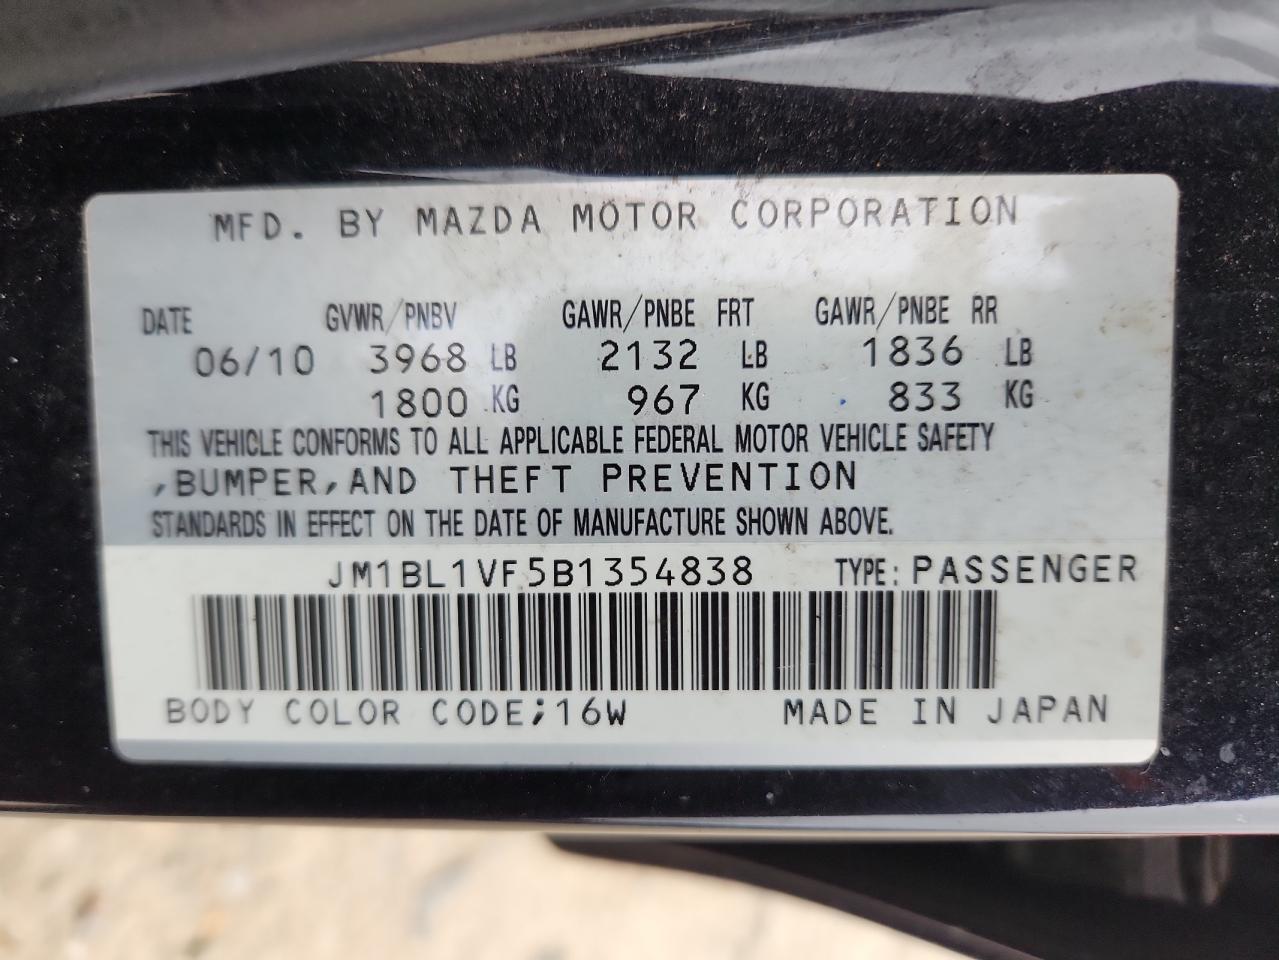 MFD. BY MAZDA MOTOR CORPORATION
DATE GVWR/PNBV GAWR/PNBE FRT GAWR/PNBE RR
06/10 3968 LB 2132 LB 1836 LB
1800 KG 967 KG 833 KG
THIS VEHICLE CONFORMS TO ALL APPLICABLE FEDERAL MOTOR VEHICLE SAFETY
,BUMPER,AND THEFT PREVENTION
STANDARDS IN EFFECT ON THE DATE OF MANUFACTURE SHOWN ABOVE.
JM1BL1VF5B1354838 TYPE: PASSENGER
BODY COLOR CODE;16W MADE IN JAPAN